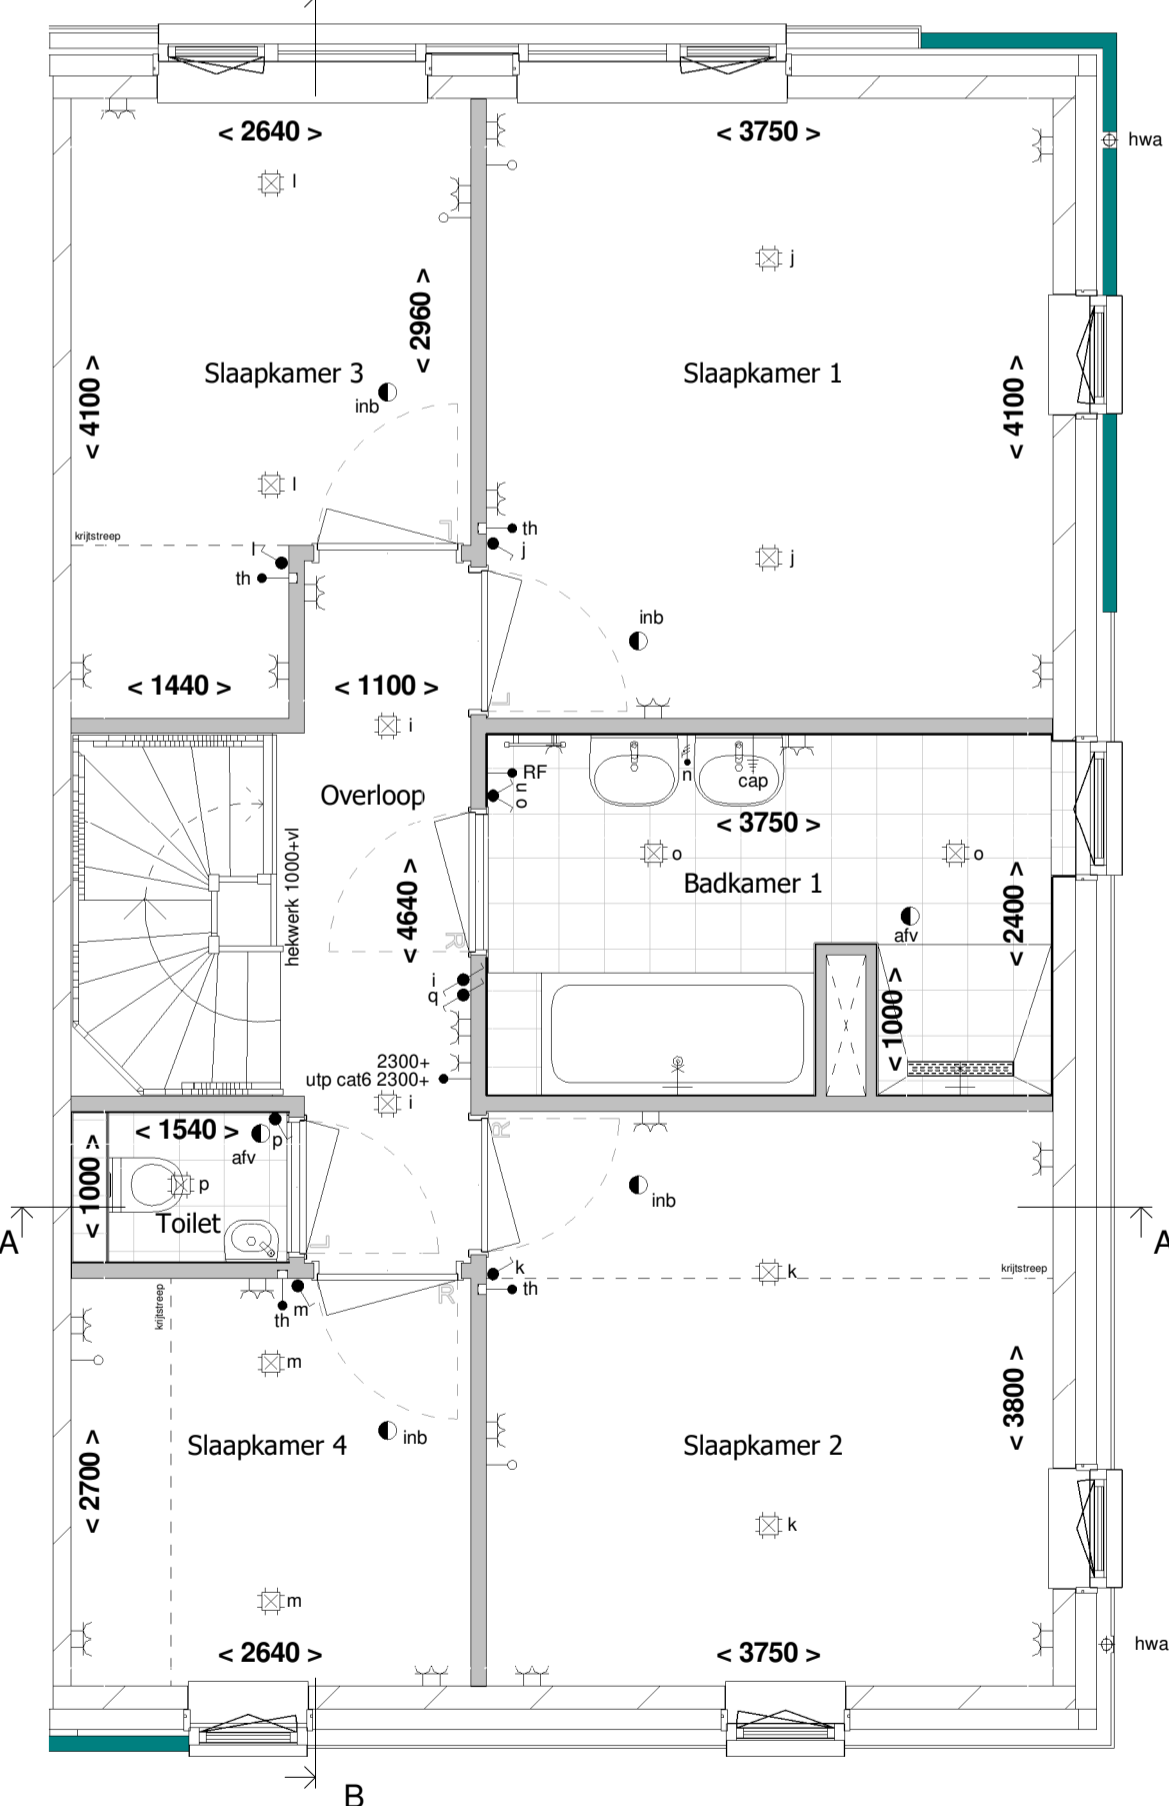 < 2640 >
< 3750 >
hwa
l
j
< 2960 >
Slaapkamer 3
Slaapkamer 1
inb
< 4100 >
< 4100 >
l
L
krijtstreep
l
th
th
j
j
inb
L
< 1440 >
< 1100 >
i
RF
n
o
n
cap
Overloop
< 3750 >
hekwerk 1000+vl
o
o
Badkamer 1
< 4640 >
< 2400 >
R
afv
i
q
< 1000 >
2300+
utp cat6 2300+
i
< 1540 >
p
afv
R
< 1000 >
p
inb
Toilet
A
A
L
k
k
krijtstreep
th
R
th
m
krijtstreep
m
< 3800 >
inb
Slaapkamer 4
Slaapkamer 2
< 2700 >
k
m
< 2640 >
< 3750 >
hwa
B